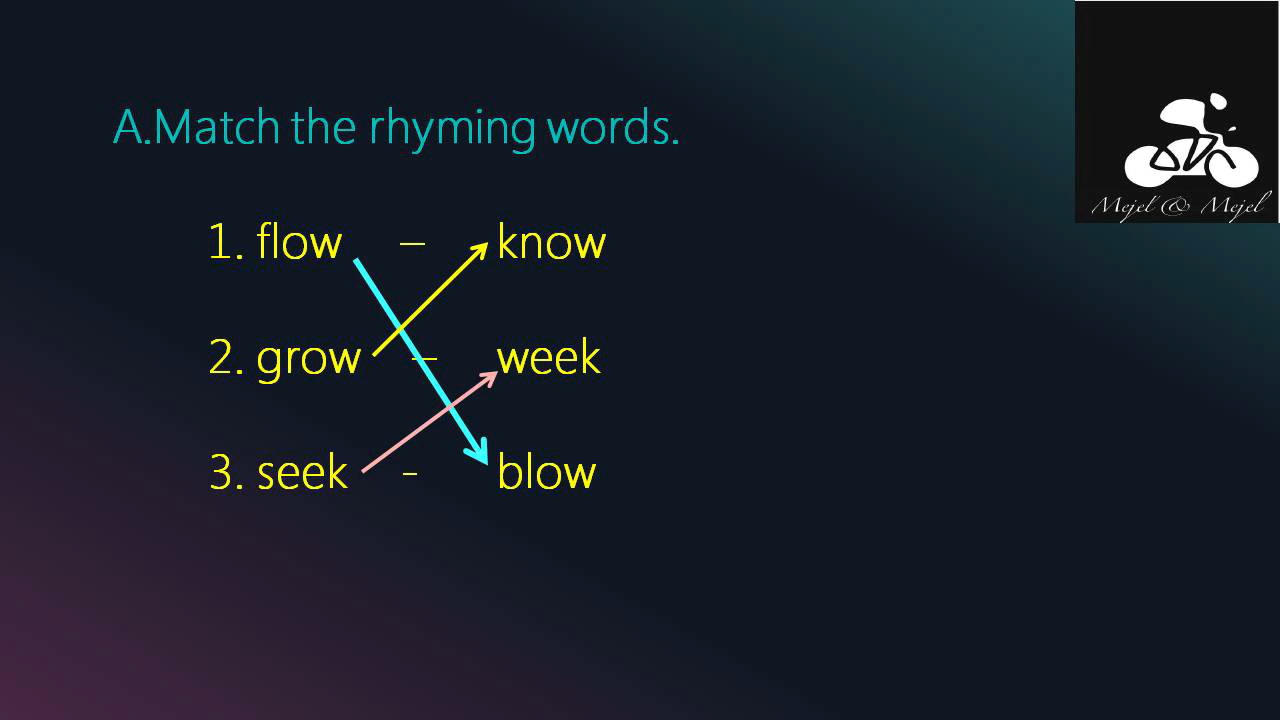 A.Match the rhyming words.
Mejel & Mejel
1. flow – know
2. grow – week
3. seek - blow